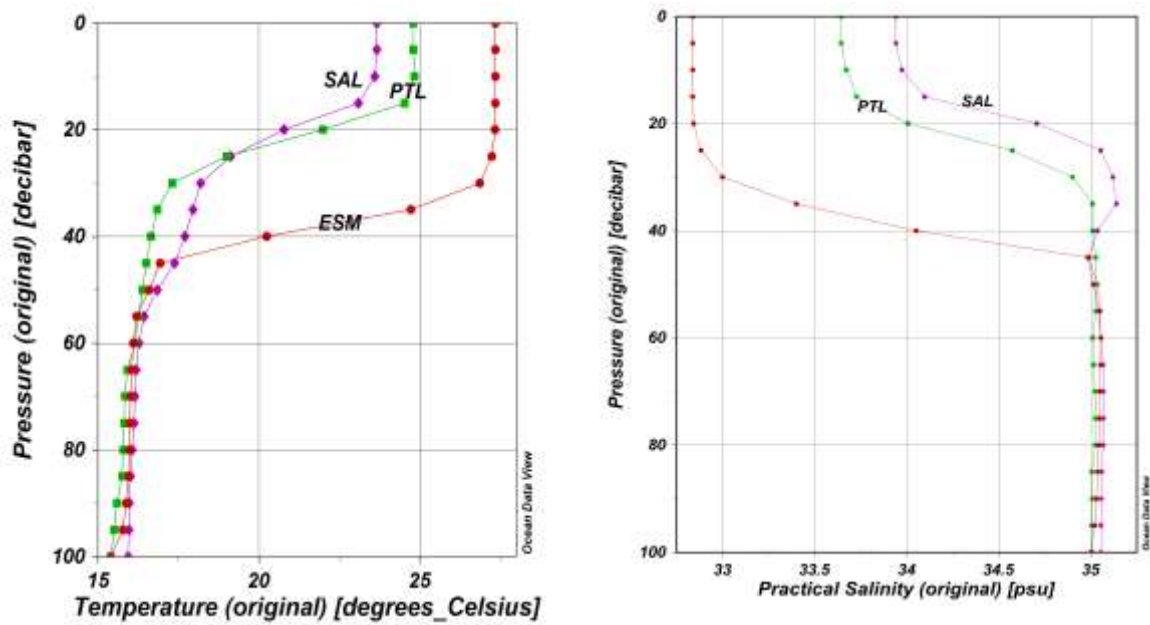 0
20
40
60
80
100
Pressure (original) [decibar]
SAL
PTL
ESM
Ocean Data View
15
20
25
Temperature (original) [degrees_Celsius]
0
20
40
60
80
100
Pressure (original) [decibar]
PTL
SAL
Ocean Data View
33
33.5
34
34.5
35
Practical Salinity (original) [psu]